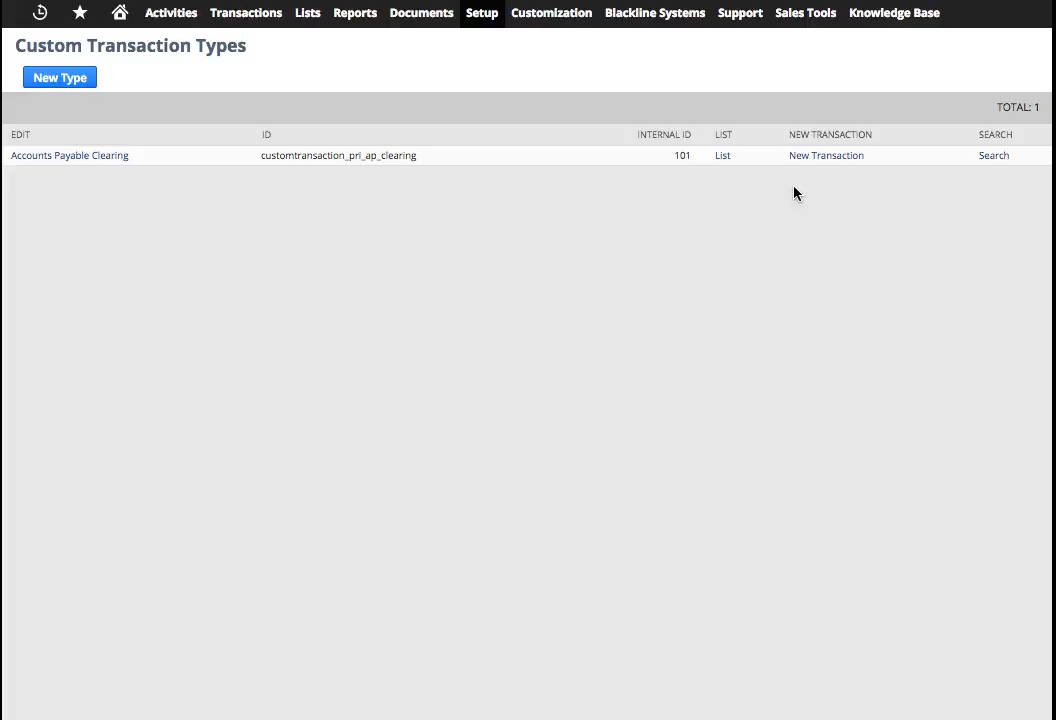 Activities Transactions Lists Reports Documents Setup Customization Blackline Systems Support Sales Tools Knowledge Base
Custom Transaction Types
New Type
TOTAL: 1
EDIT ID INTERNAL ID LIST NEW TRANSACTION SEARCH
Accounts Payable Clearing customtransaction_pri_ap_clearing 101 List New Transaction Search